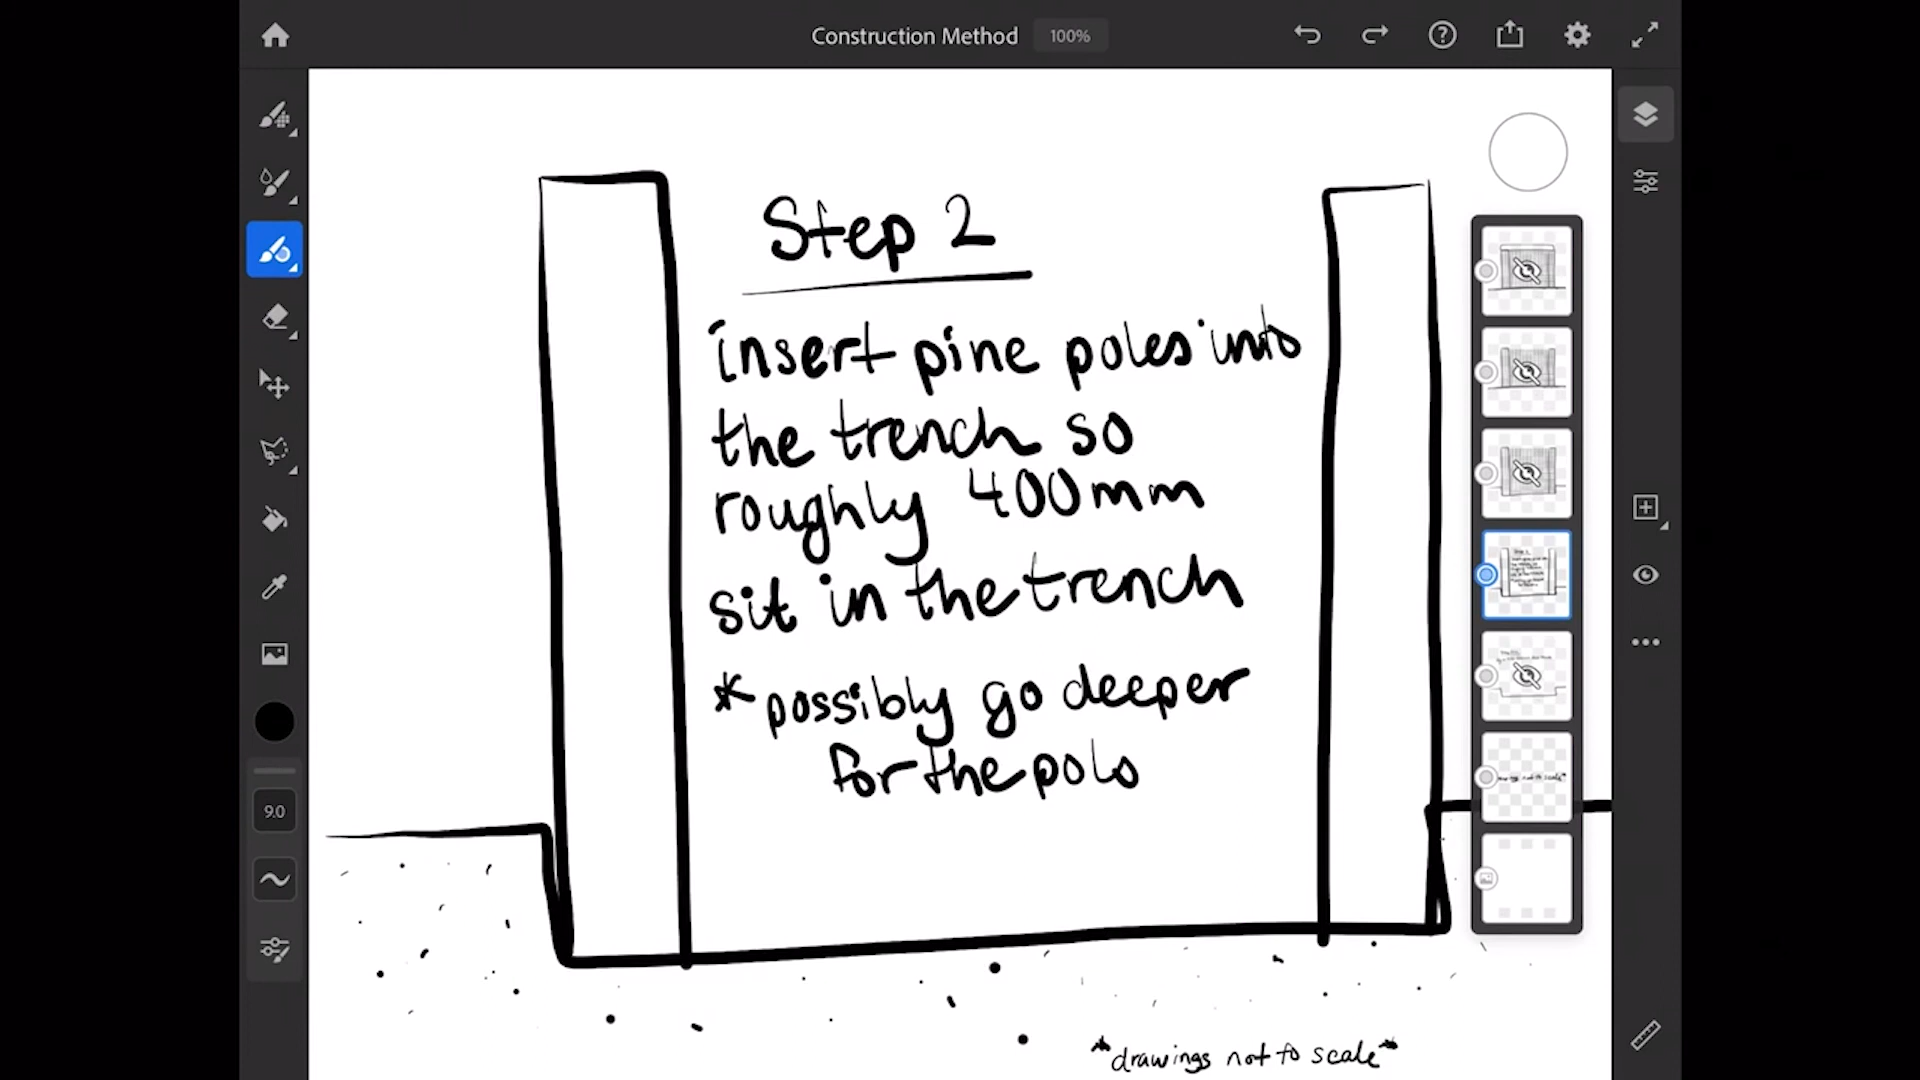 Construction Method 100%
Step 2
insert pine poles into
the trench so
roughly 400mm
sit in the trench
*possibly go deeper
for the polo
9.0
*drawings not to scale*